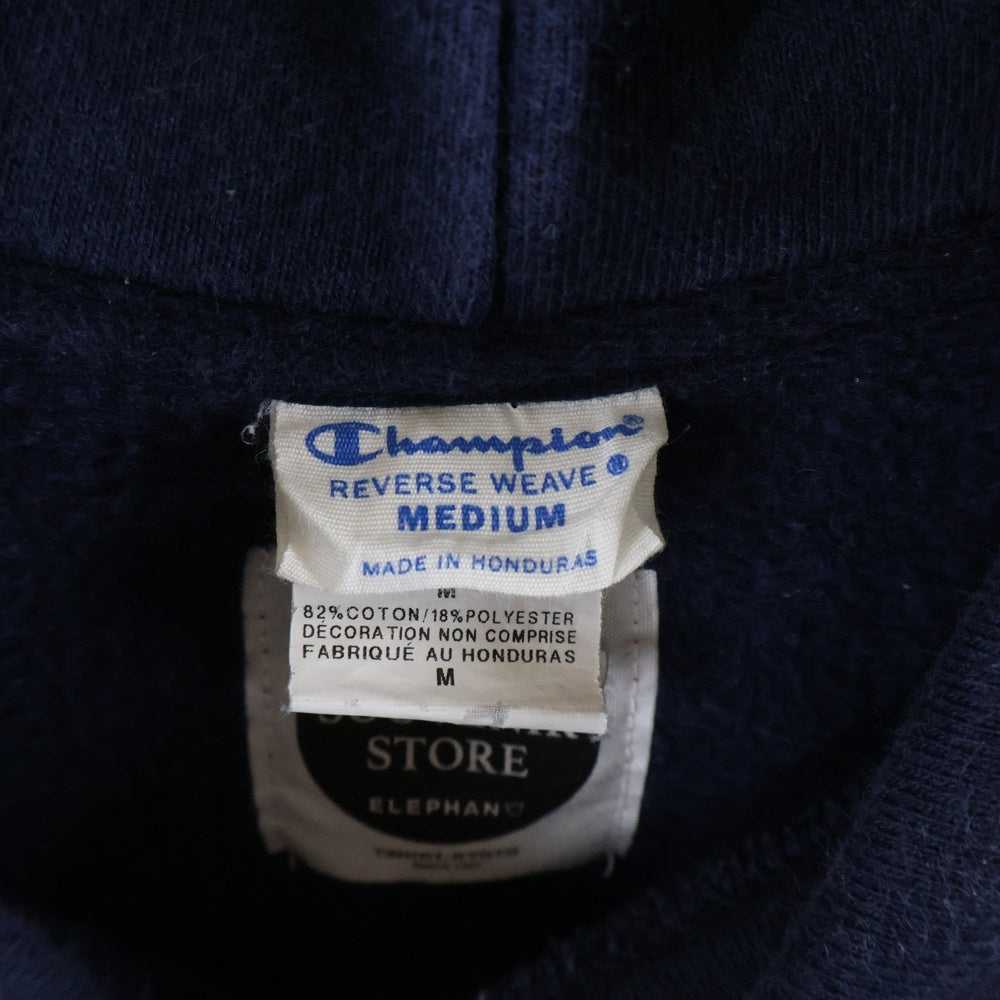 Champion®
REVERSE WEAVE ®
MEDIUM
MADE IN HONDURAS
M
82%COTON/18%POLYESTER
DÉCORATION NON COMPRISE
FABRIQUÉ AU HONDURAS
M
STORE
ELEPHAN